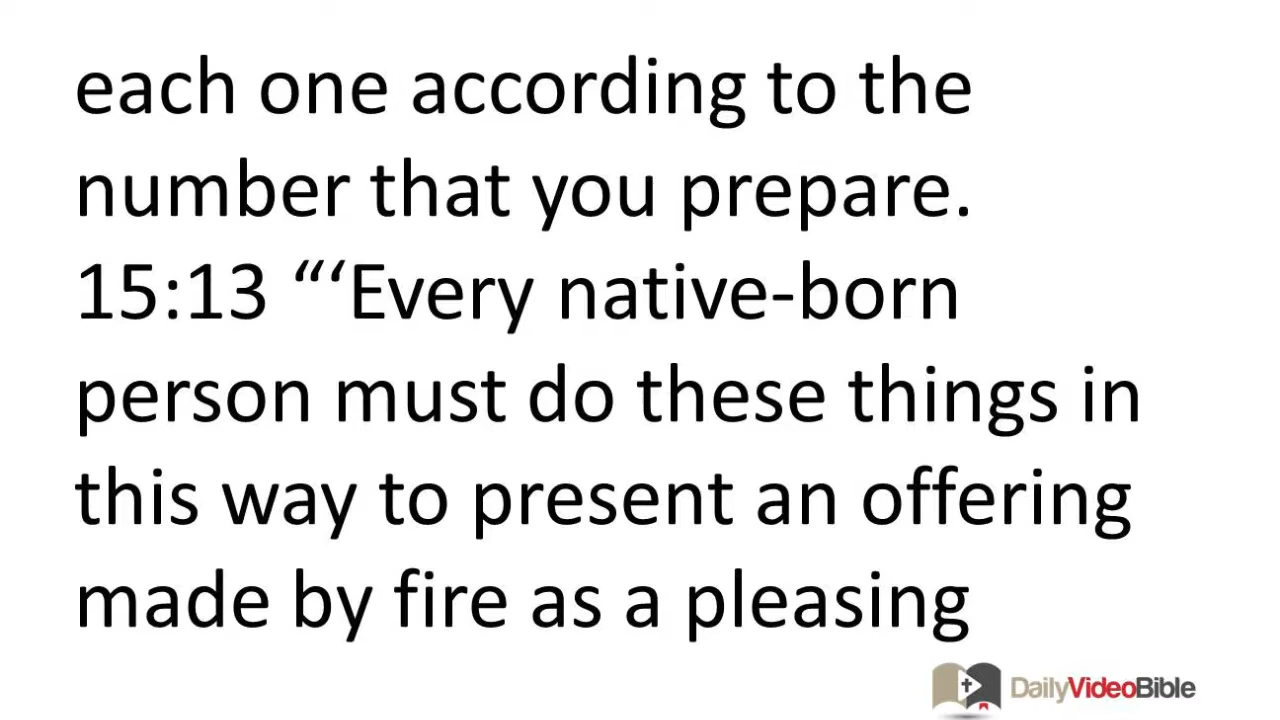 each one according to the
number that you prepare.
15:13 “‘Every native-born
person must do these things in
this way to present an offering
made by fire as a pleasing
DailyVideoBible